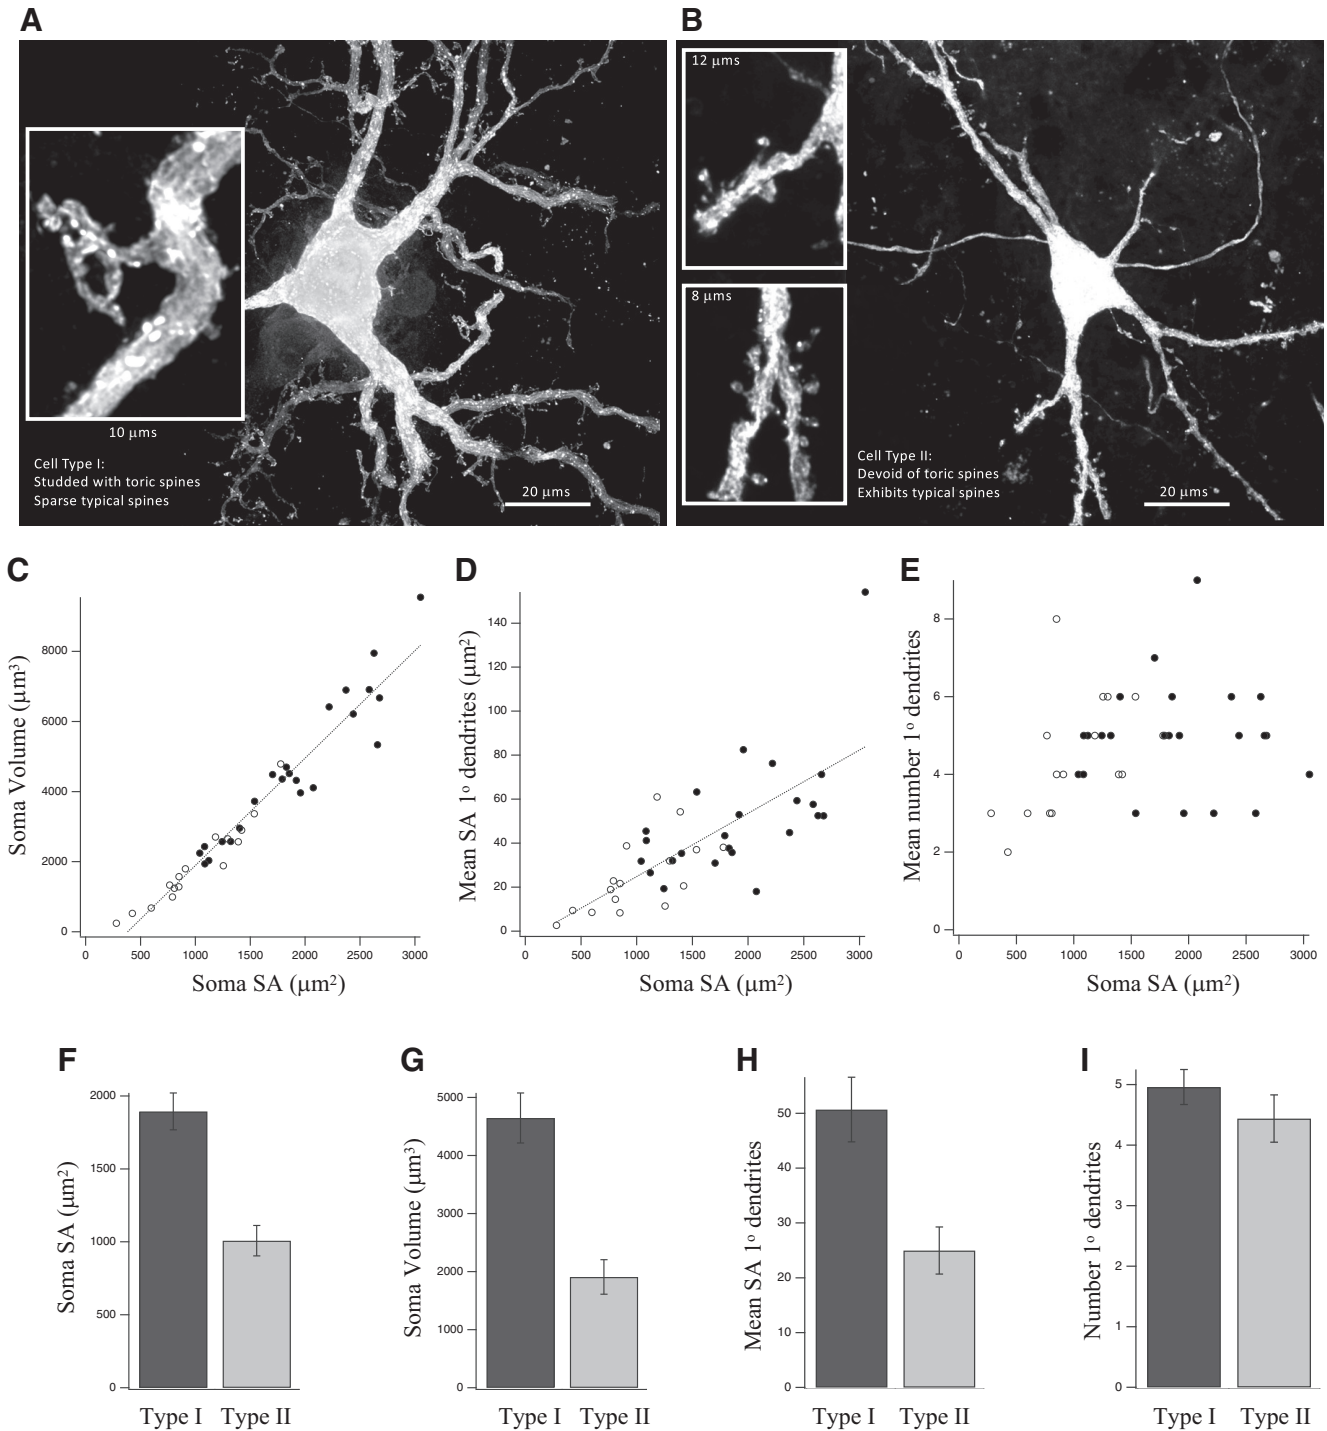 A
B
12 μms
8 μms
10 μms
Cell Type I:
Studded with toric spines
Sparse typical spines
20 μms
Cell Type II:
Devoid of toric spines
Exhibits typical spines
20 μms
C
Soma Volume (μm³)
8000
6000
4000
2000
0
0 500 1000 1500 2000 2500 3000
Soma SA (μm²)
D
Mean SA 1º dendrites (μm²)
140
120
100
80
60
40
20
0
0 500 1000 1500 2000 2500 3000
Soma SA (μm²)
E
Mean number 1º dendrites
8
6
4
2
0
0 500 1000 1500 2000 2500 3000
Soma SA (μm²)
F
Soma SA (μm²)
2000
1500
1000
500
0
Type I Type II
G
Soma Volume (μm³)
5000
4000
3000
2000
1000
0
Type I Type II
H
Mean SA 1º dendrites
50
40
30
20
10
0
Type I Type II
I
Number 1º dendrites
5
4
3
2
1
0
Type I Type II